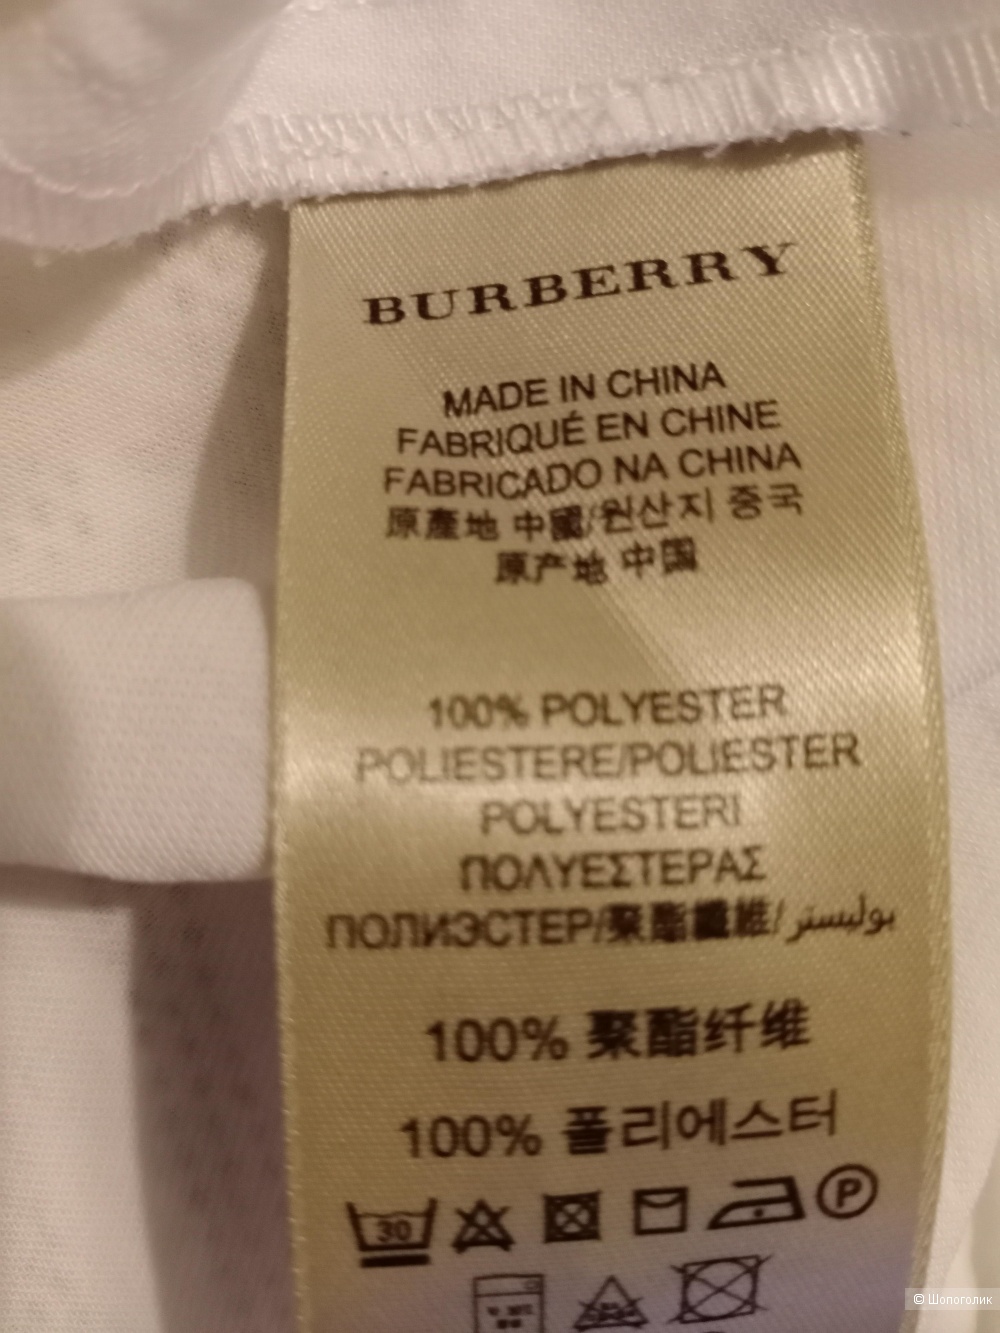 BURBERRY
MADE IN CHINA
FABRIQUÉ EN CHINE
FABRICADO NA CHINA
原產地 中國/원산지 중국
原产地 中国
100% POLYESTER
POLIESTERE/POLIESTER
POLYESTERI
ΠΟΛΥΕΣΤΕΡΑΣ
ПОЛИЭСТЕР/聚酯纖維/بوليستر
100% 聚酯纤维
100% 폴리에스터
30
P
© Шопоголик